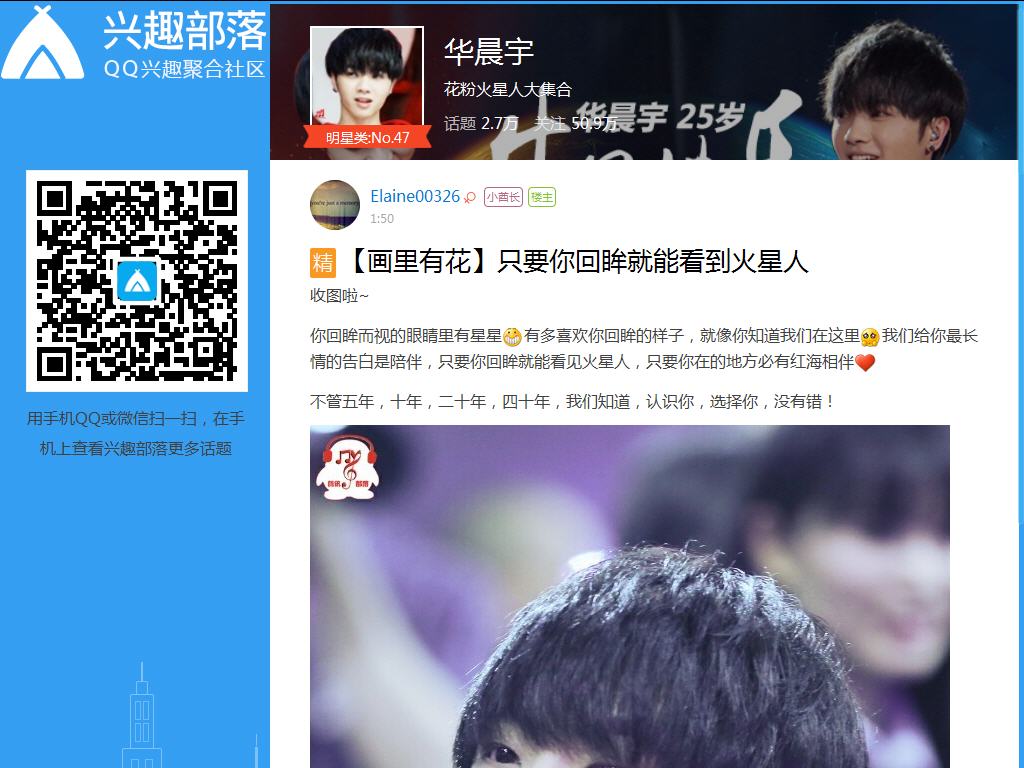 兴趣部落
QQ兴趣聚合社区
用手机QQ或微信扫一扫，在手
机上查看兴趣部落更多话题
明星类:No.47
华晨宇
花粉火星人大集合
话题 2.7万 关注 50.9万
华晨宇 25岁
Elaine00326 小酋长 楼主
1:50
精 【画里有花】只要你回眸就能看到火星人
收图啦~
你回眸而视的眼睛里有星星有多喜欢你回眸的样子，就像你知道我们在这里我们给你最长
情的告白是陪伴，只要你回眸就能看见火星人，只要你在的地方必有红海相伴
不管五年，十年，二十年，四十年，我们知道，认识你，选择你，没有错！
腾讯 部落